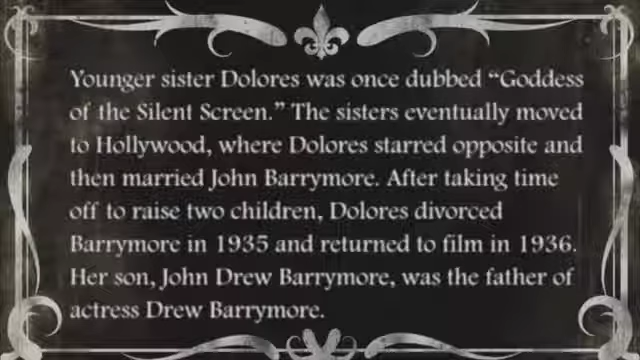 Younger sister Dolores was once dubbed “Goddess
of the Silent Screen.” The sisters eventually moved
to Hollywood, where Dolores starred opposite and
then married John Barrymore. After taking time
off to raise two children, Dolores divorced
Barrymore in 1935 and returned to film in 1936.
Her son, John Drew Barrymore, was the father of
actress Drew Barrymore.